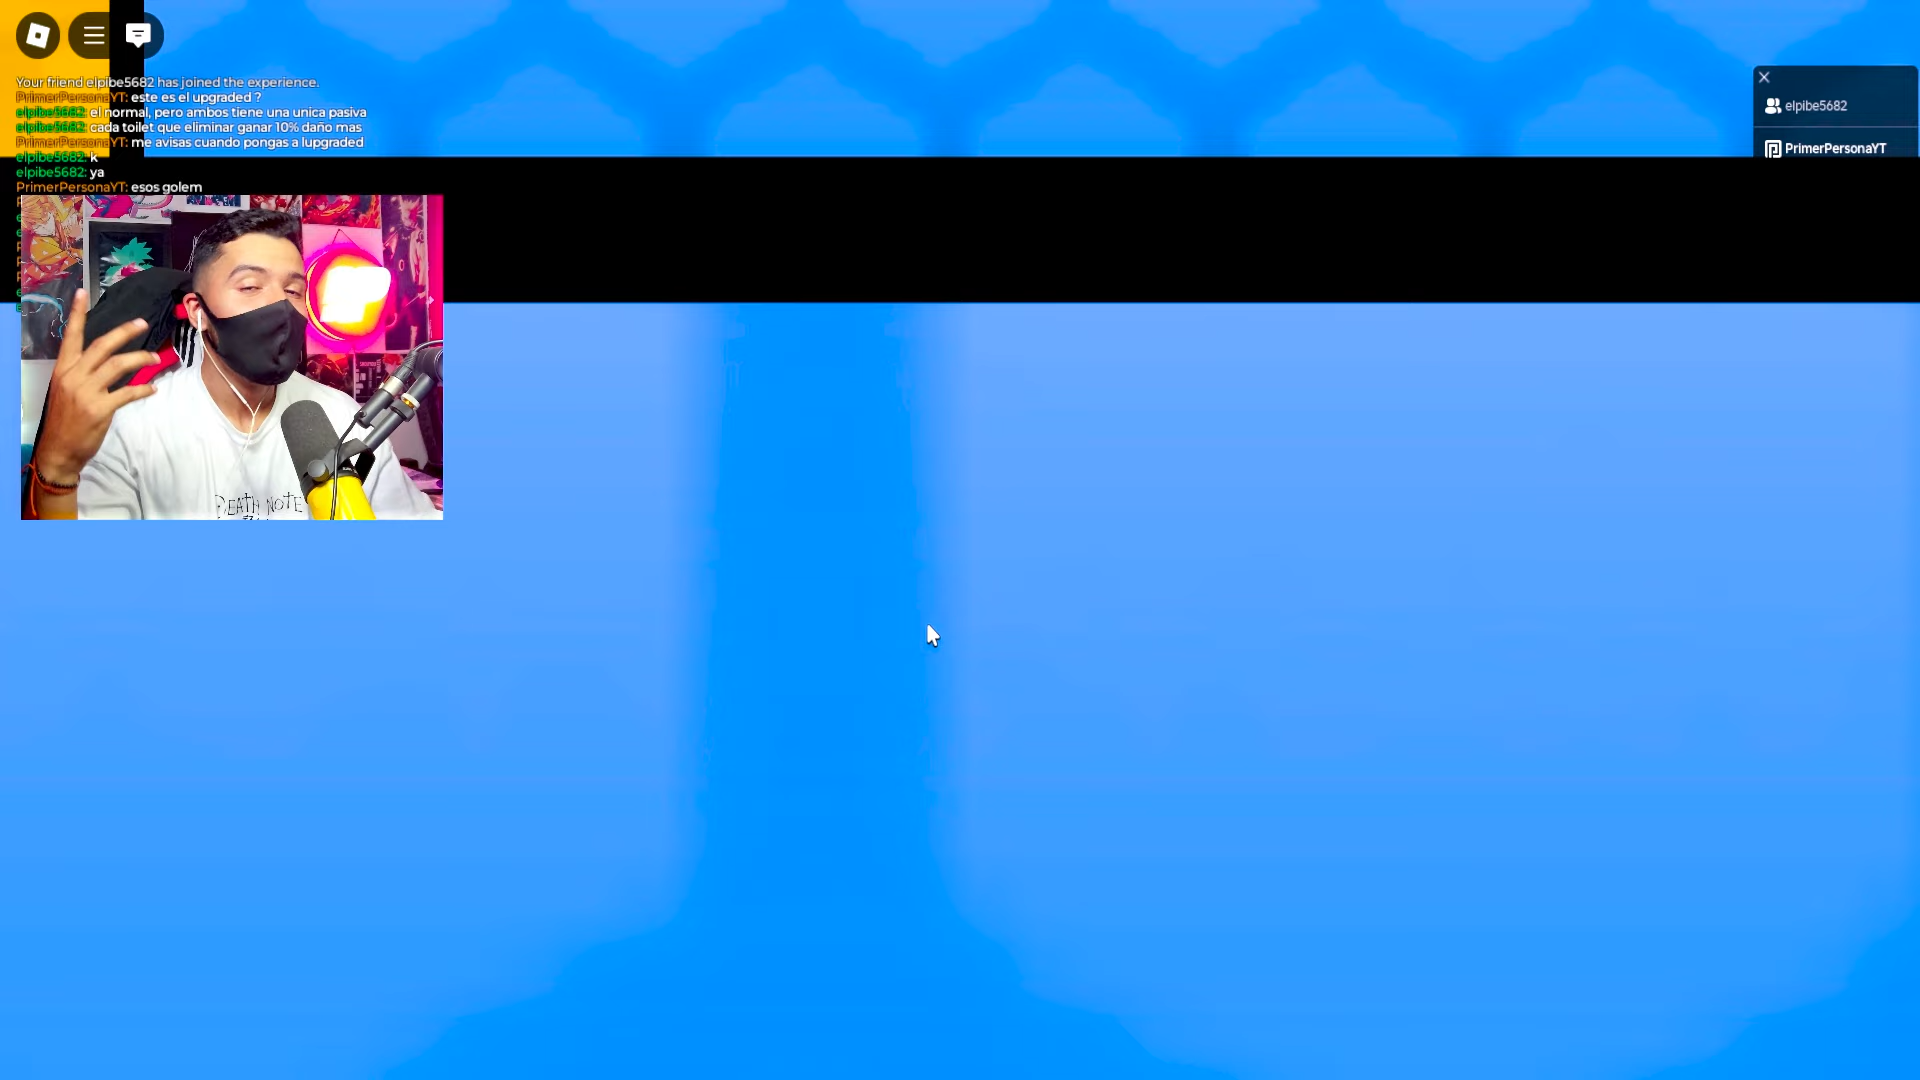 Your friend elpibe5682 has joined the experience.
PrimerPersonaYT: este es el upgraded ?
elpibe5682: el normal, pero ambos tiene una unica pasiva
elpibe5682: cada toilet que eliminar ganar 10% daño mas
PrimerPersonaYT: me avisas cuando pongas a lupgraded
elpibe5682: k
elpibe5682: ya
PrimerPersonaYT: esos golem
elpibe5682
PrimerPersonaYT
DEATH NOTE